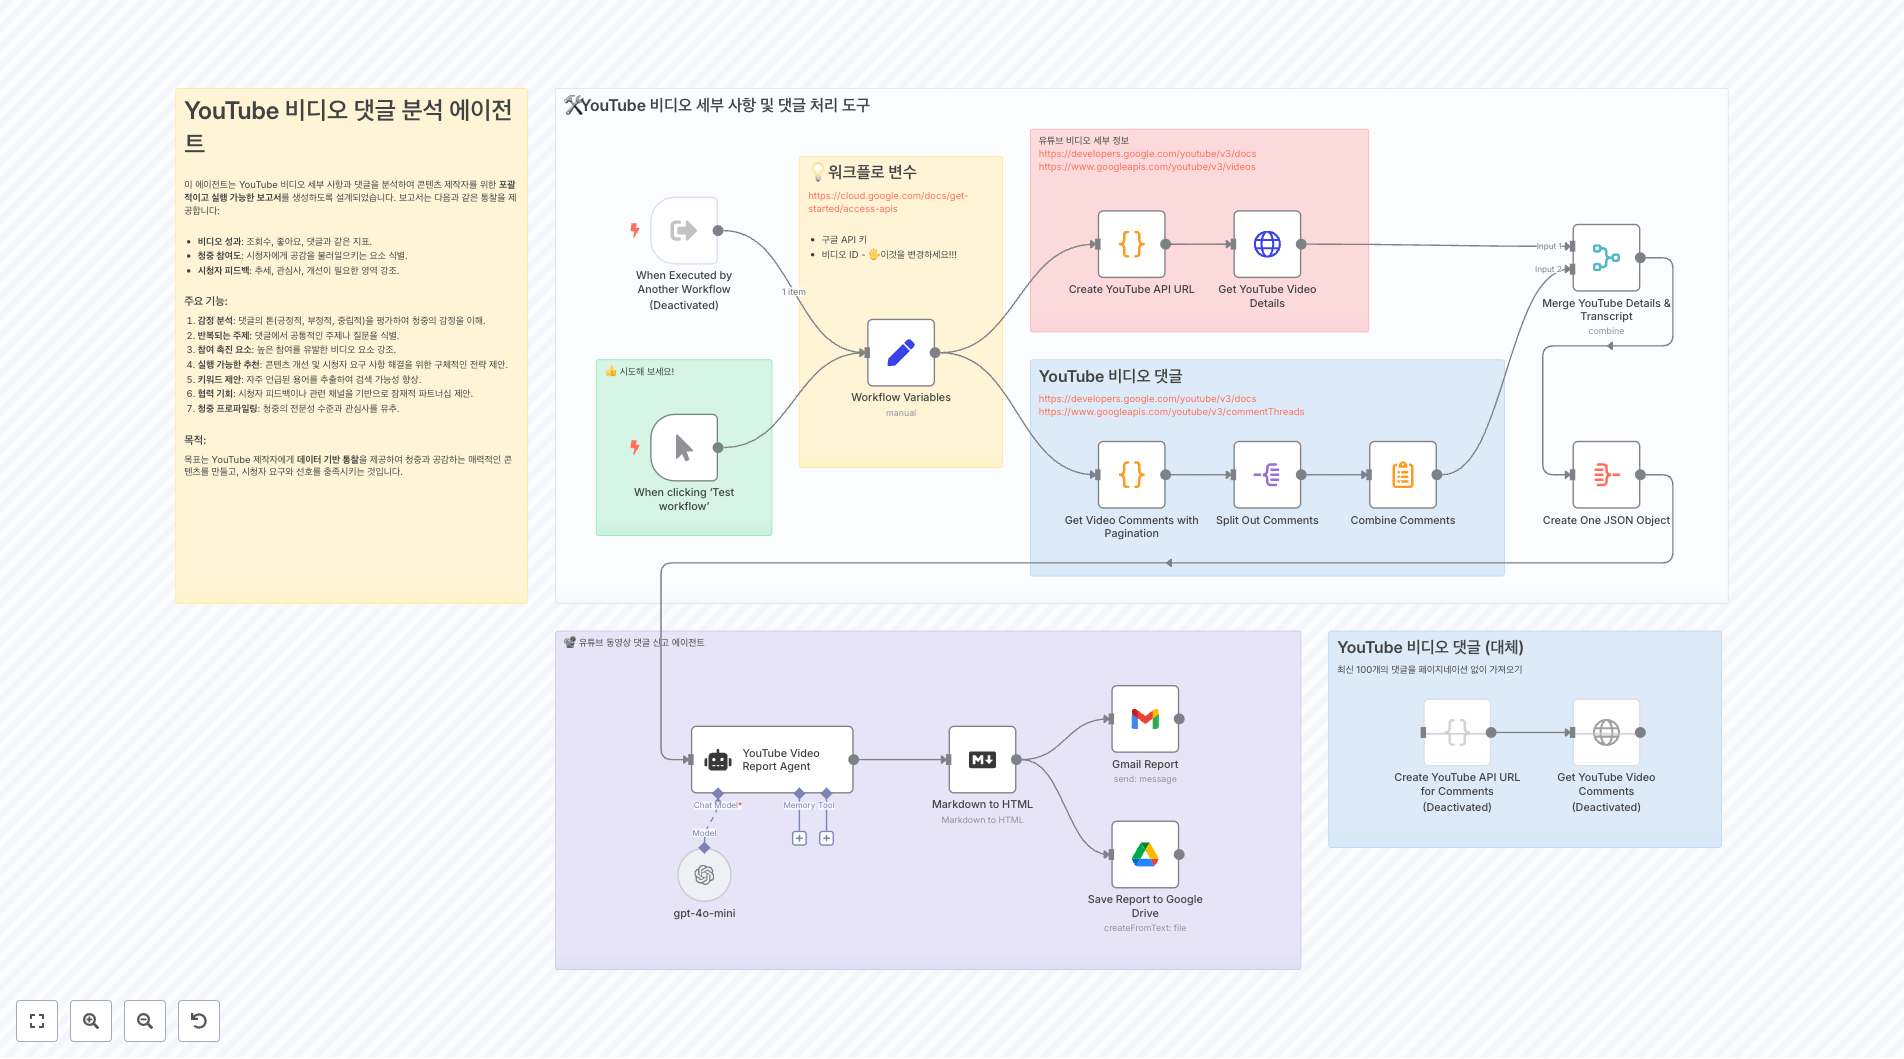 YouTube 비디오 댓글 분석 에이전
트
이 에이전트는 YouTube 비디오 세부 사항과 댓글을 분석하여 콘텐츠 제작자를 위한 포괄
적이고 실행 가능한 보고서를 생성하도록 설계되었습니다. 보고서는 다음과 같은 통찰을 제
공합니다:
• 비디오 성과: 조회수, 좋아요, 댓글과 같은 지표.
• 청중 참여도: 시청자에게 공감을 불러일으키는 요소 식별.
• 시청자 피드백: 추세, 관심사, 개선이 필요한 영역 강조.
주요 기능:
1. 감정 분석: 댓글의 톤(긍정적, 부정적, 중립적)을 평가하여 청중의 감정을 이해.
2. 반복되는 주제: 댓글에서 공통적인 주제나 질문을 식별.
3. 참여 촉진 요소: 높은 참여를 유발한 비디오 요소 강조.
4. 실행 가능한 추천: 콘텐츠 개선 및 시청자 요구 사항 해결을 위한 구체적인 전략 제안.
5. 키워드 제안: 자주 언급된 용어를 추출하여 검색 가능성 향상.
6. 협력 기회: 시청자 피드백이나 관련 채널을 기반으로 잠재적 파트너십 제안.
7. 청중 프로파일링: 청중의 전문성 수준과 관심사를 유추.
목적:
목표는 YouTube 제작자에게 데이터 기반 통찰을 제공하여 청중과 공감하는 매력적인 콘
텐츠를 만들고, 시청자 요구와 선호를 충족시키는 것입니다.
🛠️YouTube 비디오 세부 사항 및 댓글 처리 도구
When Executed by
Another Workflow
(Deactivated)
1 item
👍 시도해 보세요!
When clicking ‘Test
workflow’
💡워크플로 변수
https://cloud.google.com/docs/get-
started/access-apis
• 구글 API 키
• 비디오 ID - 🖐️이것을 변경하세요!!!
Workflow Variables
manual
유튜브 비디오 세부 정보
https://developers.google.com/youtube/v3/docs
https://www.googleapis.com/youtube/v3/videos
Create YouTube API URL
Get YouTube Video
Details
YouTube 비디오 댓글
https://developers.google.com/youtube/v3/docs
https://www.googleapis.com/youtube/v3/commentThreads
Get Video Comments with
Pagination
Split Out Comments
Combine Comments
Input 1
Input 2
Merge YouTube Details &
Transcript
combine
Create One JSON Object
📽️ 유튜브 동영상 댓글 신고 에이전트
YouTube Video
Report Agent
Chat Model*
Memory
Tool
Model
gpt-4o-mini
Markdown to HTML
Markdown to HTML
Gmail Report
send: message
Save Report to Google
Drive
createFromText: file
YouTube 비디오 댓글 (대체)
최신 100개의 댓글을 페이지네이션 없이 가져오기
Create YouTube API URL
for Comments
(Deactivated)
Get YouTube Video
Comments
(Deactivated)